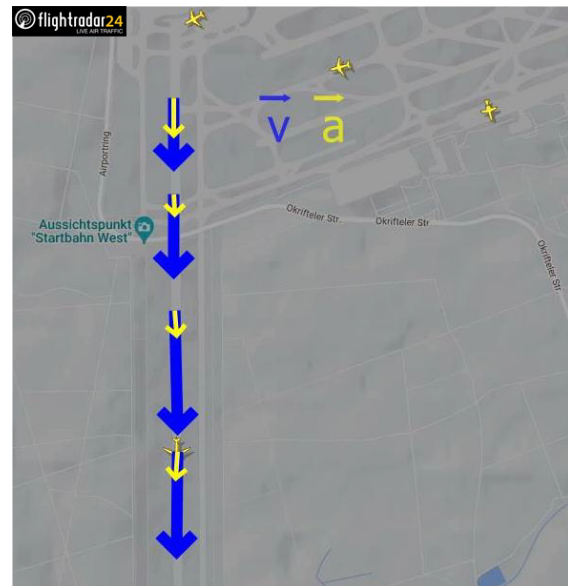 flightradar24
LIVE AIR TRAFFIC
v a
Airportring
Aussichtspunkt
"Startbahn West"
Okrifteler Str.
Okrifteler Str.
Okrifteler Str.